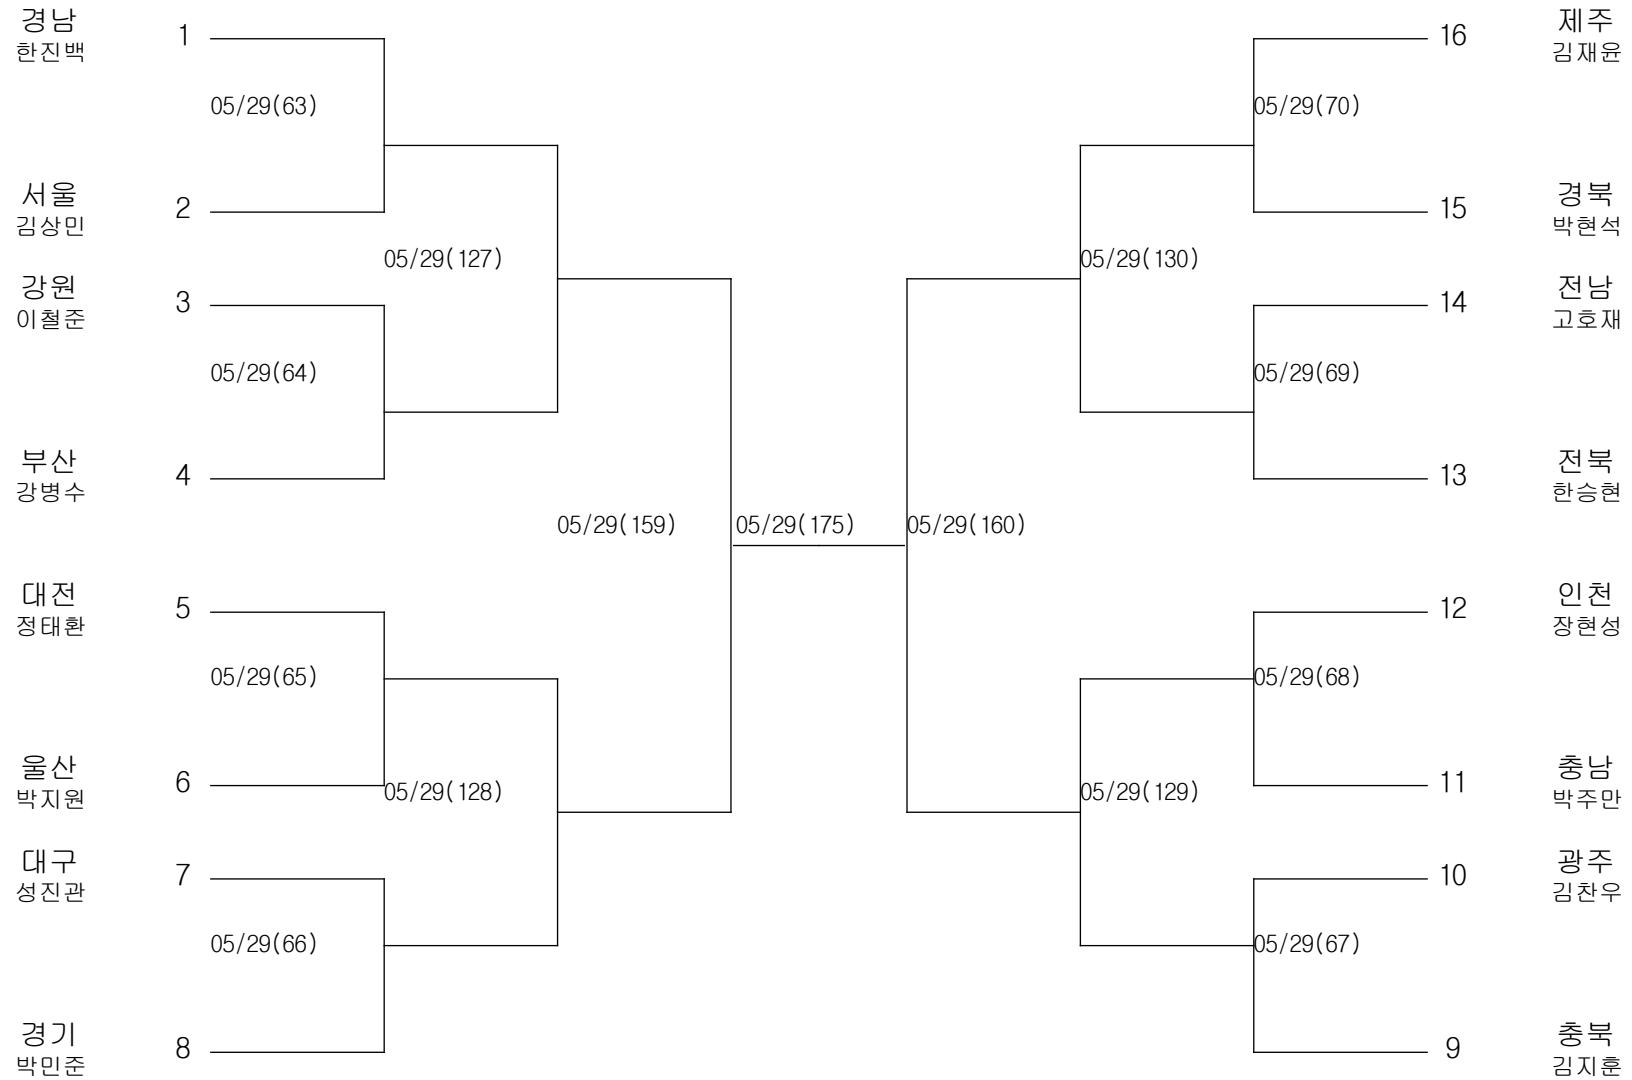 경남 1 16 제주
한진백 김재윤
05/29(63) 05/29(70)
서울 2 15 경북
김상민 박현석
05/29(127) 05/29(130)
강원 3 14 전남
이철준 고호재
05/29(64) 05/29(69)
부산 4 13 전북
강병수 한승현
05/29(159) 05/29(175) 05/29(160)
대전 5 12 인천
정태환 장현성
05/29(65) 05/29(68)
울산 6 11 충남
박지원 박주만
05/29(128) 05/29(129)
대구 7 10 광주
성진관 김찬우
05/29(66) 05/29(67)
경기 8 9 충북
박민준 김지훈